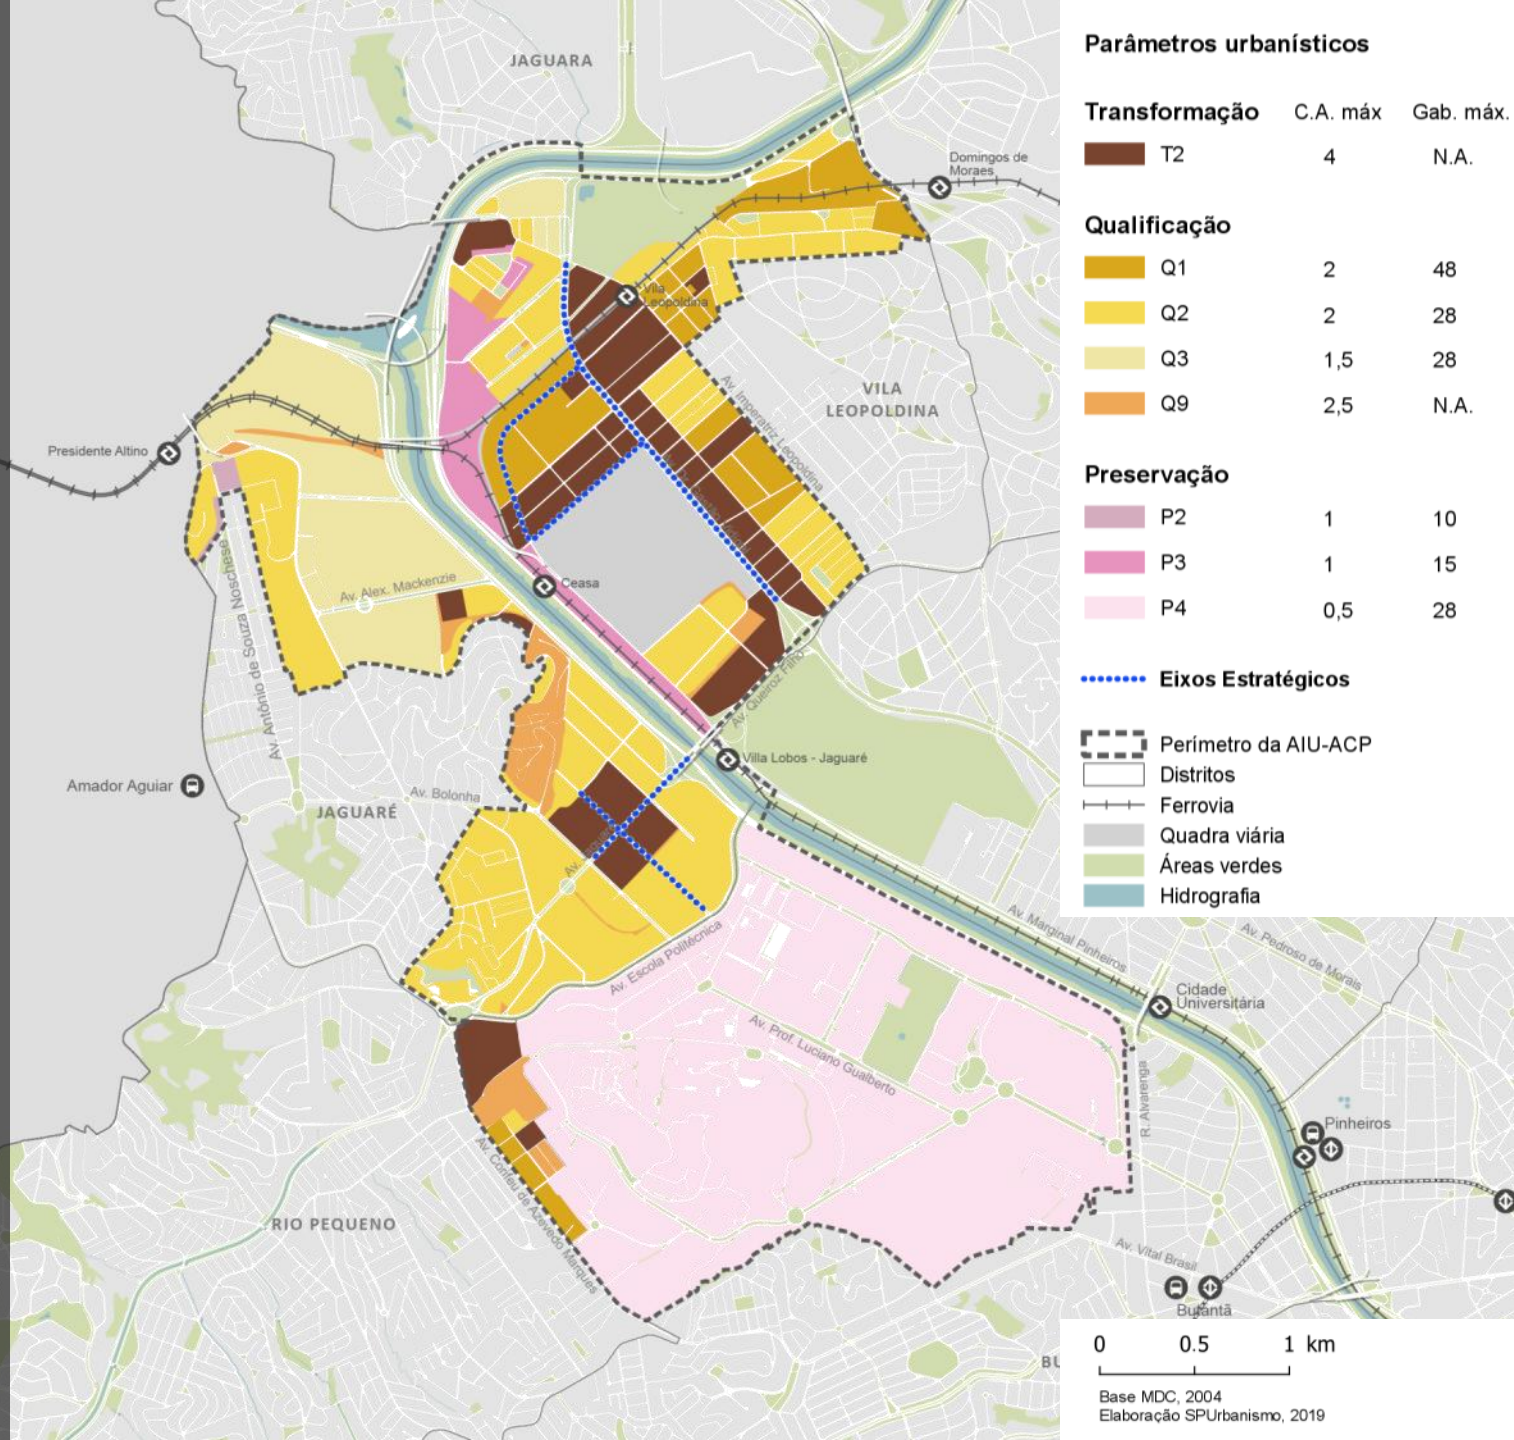 JAGUARA
Domingos de
Moraes
Vila
Leopoldina
VILA
LEOPOLDINA
Av. Imperatriz Leopoldina
Presidente Altino
Ceasa
Av. Alex. Mackenzie
Av. Antônio de Souza Noschese
Av. Queiroz Filho
Villa Lobos - Jaguaré
Amador Aguiar
Av. Bolonha
JAGUARÉ
Av. Jaguaré
Av. Escola Politécnica
Av. Marginal Pinheiros
Av. Pedroso de Morais
Cidade
Universitária
Av. Prof. Luciano Gualberto
R. Alvarenga
Pinheiros
Av. Corifeu de Azevedo Marques
RIO PEQUENO
Av. Vital Brasil
Butantã
BU
Parâmetros urbanísticos
Transformação C.A. máx Gab. máx.
T2 4 N.A.
Qualificação
Q1 2 48
Q2 2 28
Q3 1,5 28
Q9 2,5 N.A.
Preservação
P2 1 10
P3 1 15
P4 0,5 28
Eixos Estratégicos
Perímetro da AIU-ACP
Distritos
Ferrovia
Quadra viária
Áreas verdes
Hidrografia
0 0.5 1 km
Base MDC, 2004
Elaboração SPUrbanismo, 2019